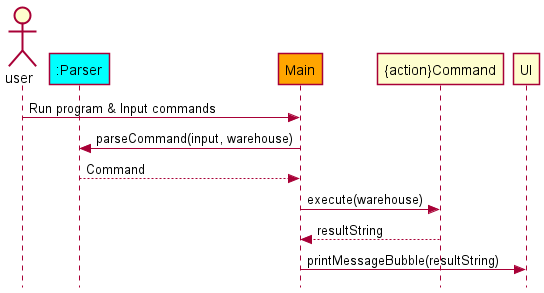 user
:Parser
Main
{action}Command
UI
Run program & Input commands
parseCommand(input, warehouse)
Command
execute(warehouse)
resultString
printMessageBubble(resultString)